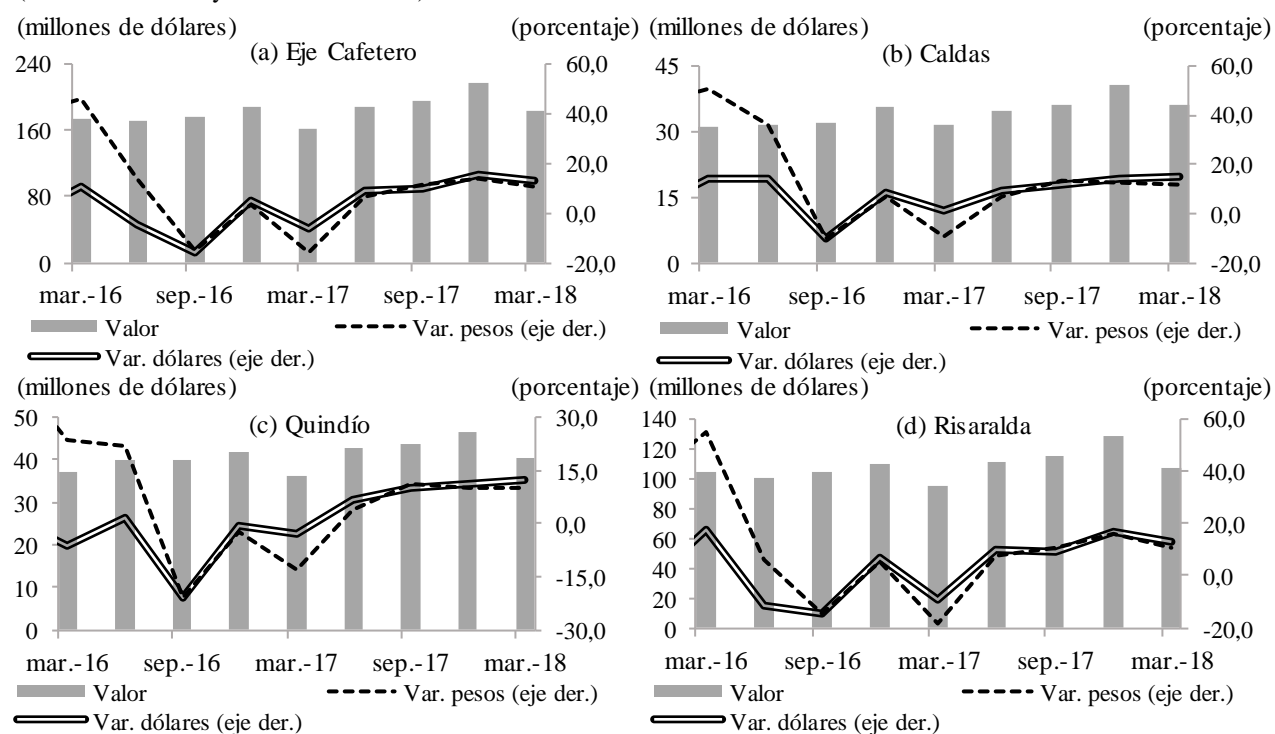 (millones de dólares) (porcentaje)
(a) Eje Cafetero
240 60,0
160 40,0
80 20,0
0 0,0
-20,0
mar.-16 sep.-16 mar.-17 sep.-17 mar.-18
Valor Var. pesos (eje der.)
Var. dólares (eje der.)
(millones de dólares) (porcentaje)
(b) Caldas
45 60,0
30 40,0
15 20,0
0 0,0
-20,0
mar.-16 sep.-16 mar.-17 sep.-17 mar.-18
Valor Var. pesos (eje der.)
Var. dólares (eje der.)
(millones de dólares) (porcentaje)
(c) Quindío
50 30,0
40 15,0
30 0,0
20 -15,0
10 -30,0
0
mar.-16 sep.-16 mar.-17 sep.-17 mar.-18
Valor Var. pesos (eje der.)
Var. dólares (eje der.)
(millones de dólares) (porcentaje)
(d) Risaralda
140 60,0
120 40,0
100 20,0
80 0,0
60 -20,0
40
20
0
mar.-16 sep.-16 mar.-17 sep.-17 mar.-18
Valor Var. pesos (eje der.)
Var. dólares (eje der.)